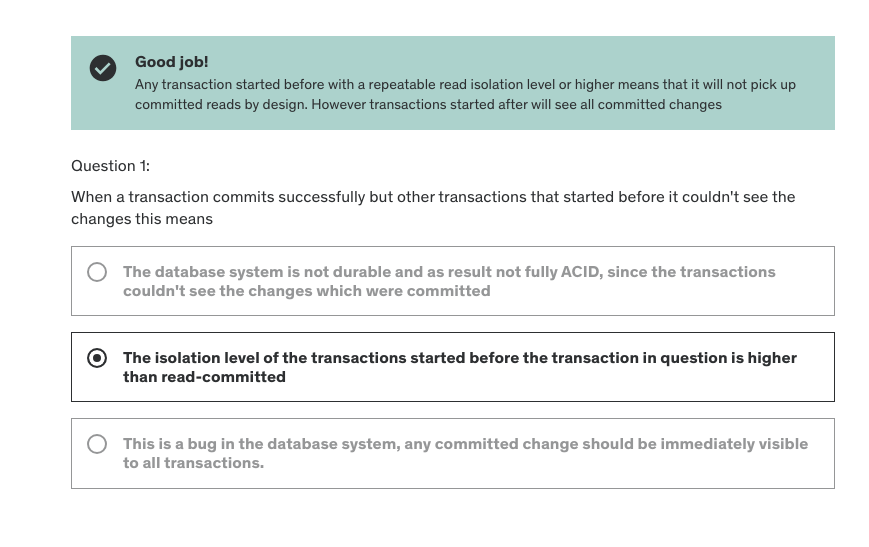 Good job!
Any transaction started before with a repeatable read isolation level or higher means that it will not pick up
committed reads by design. However transactions started after will see all committed changes
Question 1:
When a transaction commits successfully but other transactions that started before it couldn't see the
changes this means
The database system is not durable and as result not fully ACID, since the transactions
couldn't see the changes which were committed
The isolation level of the transactions started before the transaction in question is higher
than read-committed
This is a bug in the database system, any committed change should be immediately visible
to all transactions.